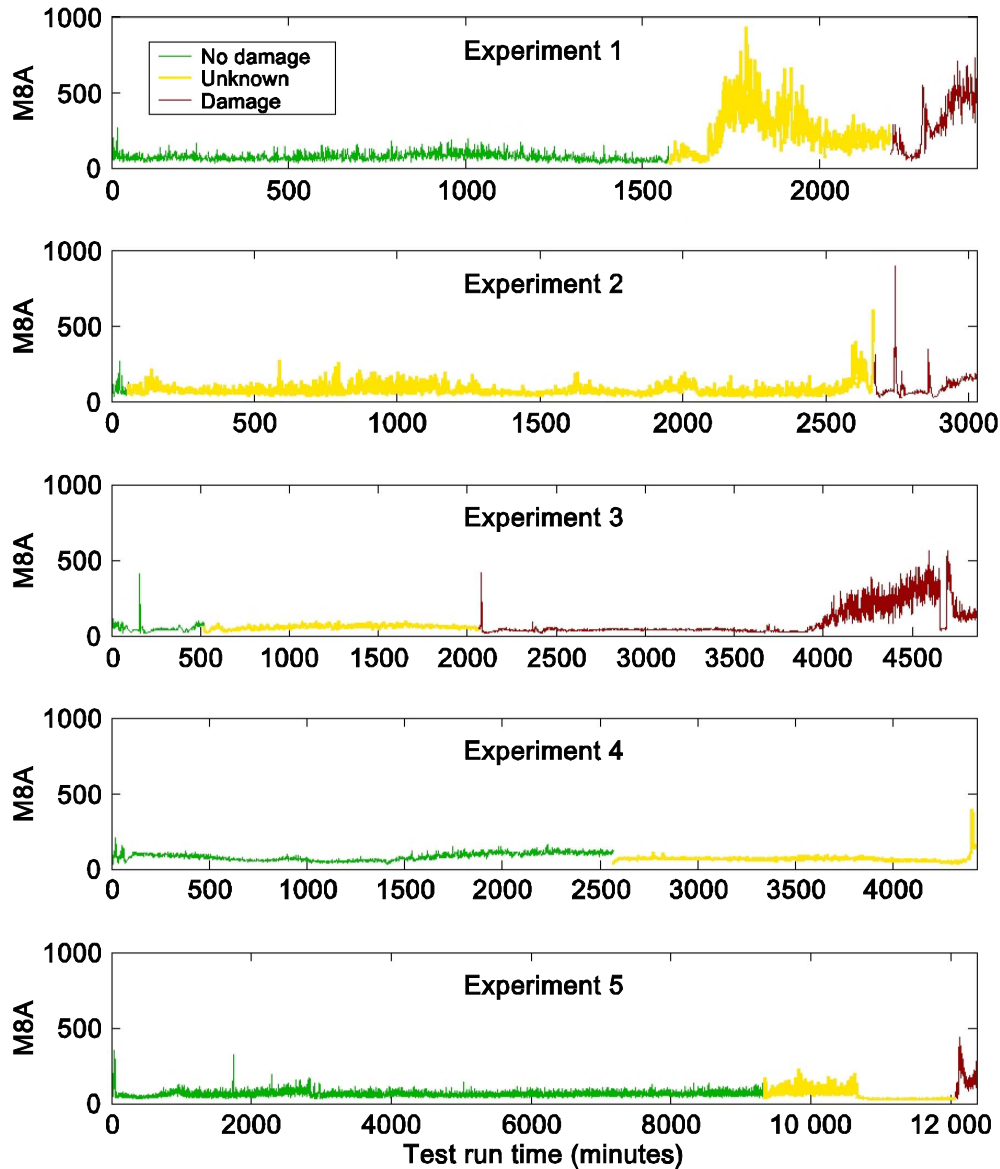 1000
500
0
M8A
No damage
Unknown
Damage
Experiment 1
0 500 1000 1500 2000
1000
500
0
M8A
Experiment 2
0 500 1000 1500 2000 2500 3000
1000
500
0
M8A
Experiment 3
0 500 1000 1500 2000 2500 3000 3500 4000 4500
1000
500
0
M8A
Experiment 4
0 500 1000 1500 2000 2500 3000 3500 4000
1000
500
0
M8A
Experiment 5
0 2000 4000 6000 8000 10 000 12 000
Test run time (minutes)